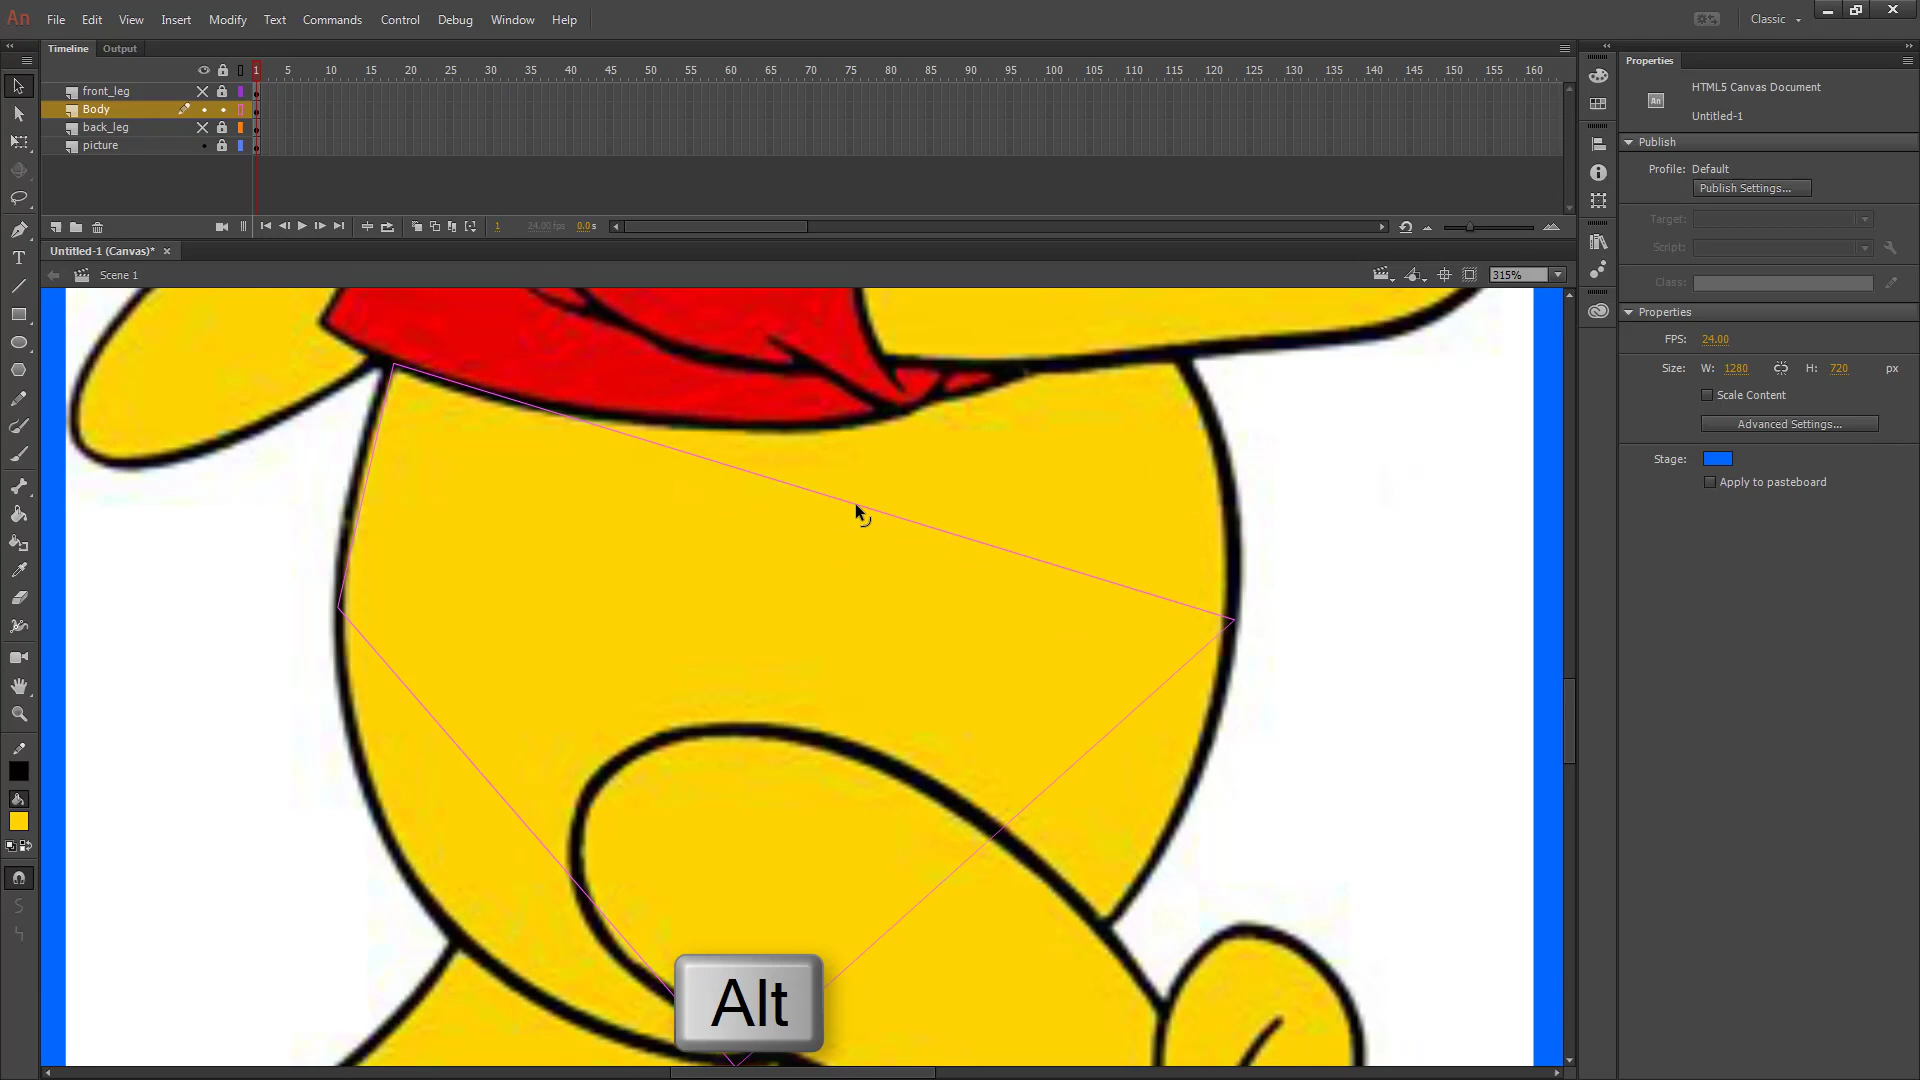 An File Edit View Insert Modify Text Commands Control Debug Window Help Classic
Timeline Output
1 5 10 15 20 25 30 35 40 45 50 55 60 65 70 75 80 85 90 95 100 105 110 115 120 125 130 135 140 145 150 155 160
front_leg
Body
back_leg
picture
1 24.00 fps 0.0 s
Untitled-1 (Canvas)* ×
Scene 1 315%
Alt
Properties
An HTML5 Canvas Document
Untitled-1
Publish
Profile: Default
Publish Settings...
Target:
Script:
Class:
Properties
FPS: 24.00
Size: W: 1280 H: 720 px
Scale Content
Advanced Settings...
Stage:
Apply to pasteboard